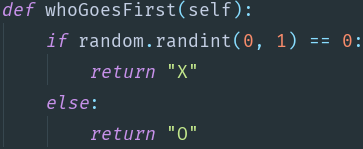 def whoGoesFirst(self):
    if random.randint(0, 1) == 0:
        return "X"
    else:
        return "O"